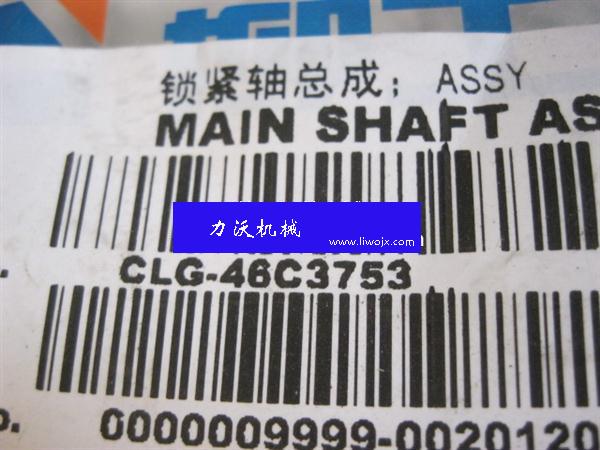 锁紧轴总成；ASSY
MAIN SHAFT AS
力沃机械
www.liwojx.com
CLG-46C3753
o.
0000009999-0020120